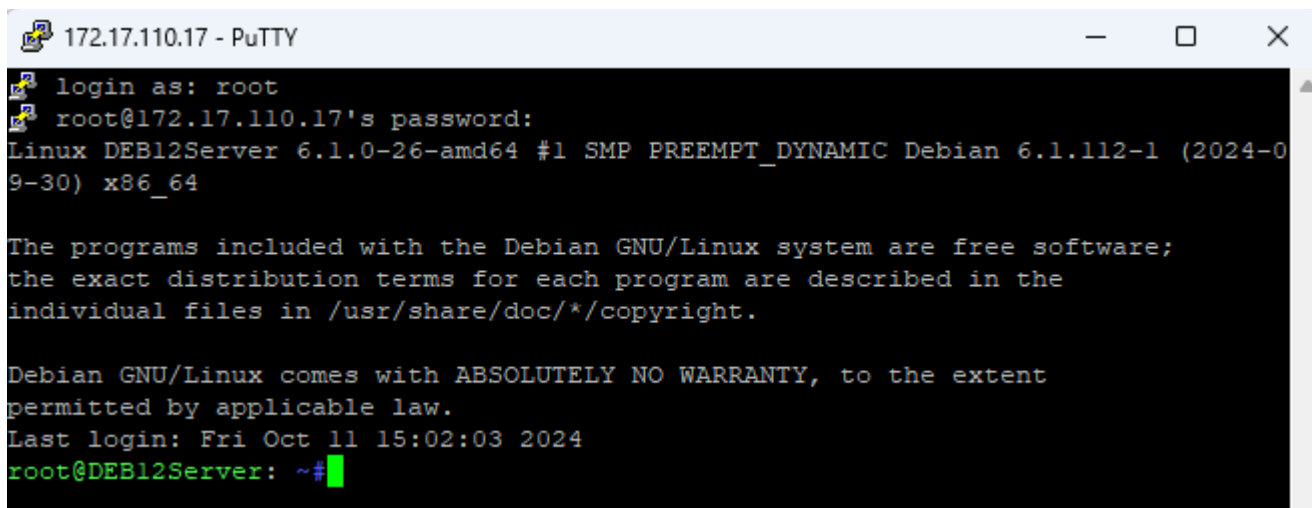 172.17.110.17 - PuTTY
login as: root
root@172.17.110.17's password:
Linux DEB12Server 6.1.0-26-amd64 #1 SMP PREEMPT_DYNAMIC Debian 6.1.112-1 (2024-0
9-30) x86_64
The programs included with the Debian GNU/Linux system are free software;
the exact distribution terms for each program are described in the
individual files in /usr/share/doc/*/copyright.
Debian GNU/Linux comes with ABSOLUTELY NO WARRANTY, to the extent
permitted by applicable law.
Last login: Fri Oct 11 15:02:03 2024
root@DEB12Server: ~#